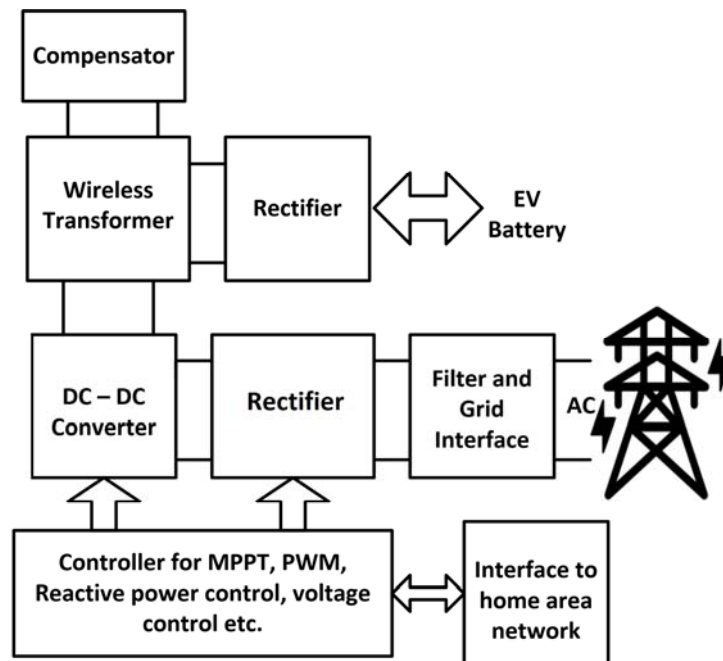 Compensator
Wireless
Transformer
Rectifier
EV
Battery
DC – DC
Converter
Rectifier
Filter and
Grid
Interface
AC
Controller for MPPT, PWM,
Reactive power control, voltage
control etc.
Interface to
home area
network